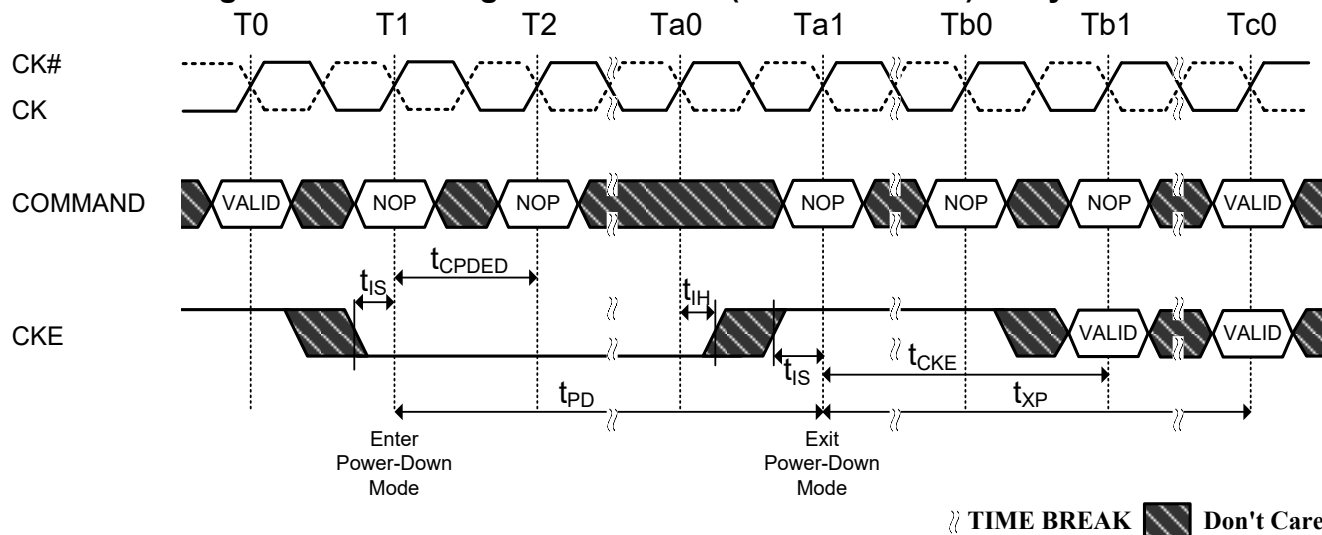 T0 T1 T2 Ta0 Ta1 Tb0 Tb1 Tc0
CK#
CK
COMMAND VALID NOP NOP NOP NOP NOP VALID
tIS tCPDED tIH
CKE VALID VALID
tIS tCKE
tPD tXP
Enter
Power-Down
Mode
Exit
Power-Down
Mode
TIME BREAK Don't Care